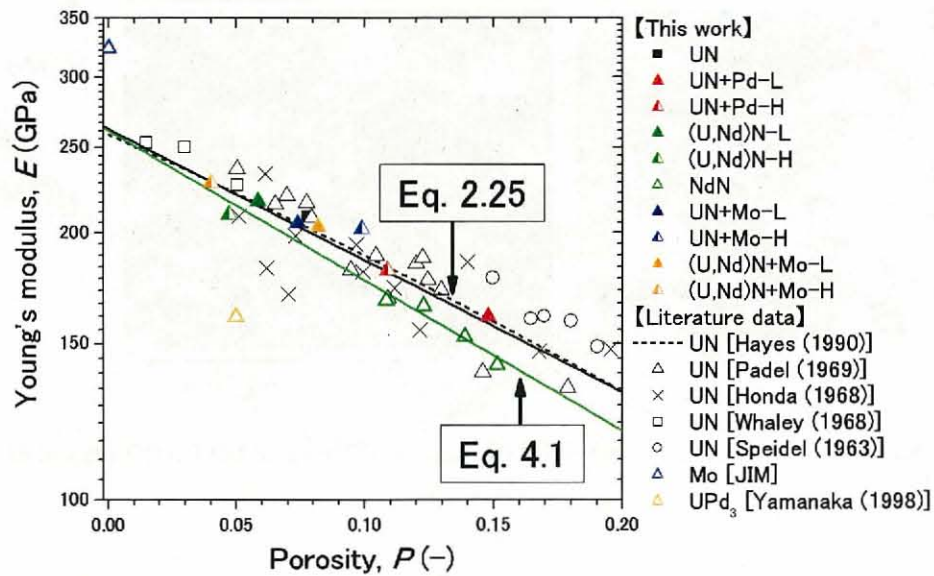 350
300
250
200
150
100
Young's modulus, E (GPa)
0.00
0.05
0.10
0.15
0.20
Porosity, P (−)
Eq. 2.25
Eq. 4.1
【This work】
UN
UN+Pd-L
UN+Pd-H
(U,Nd)N-L
(U,Nd)N-H
NdN
UN+Mo-L
UN+Mo-H
(U,Nd)N+Mo-L
(U,Nd)N+Mo-H
【Literature data】
UN [Hayes (1990)]
UN [Padel (1969)]
UN [Honda (1968)]
UN [Whaley (1968)]
UN [Speidel (1963)]
Mo [JIM]
UPd₃ [Yamanaka (1998)]